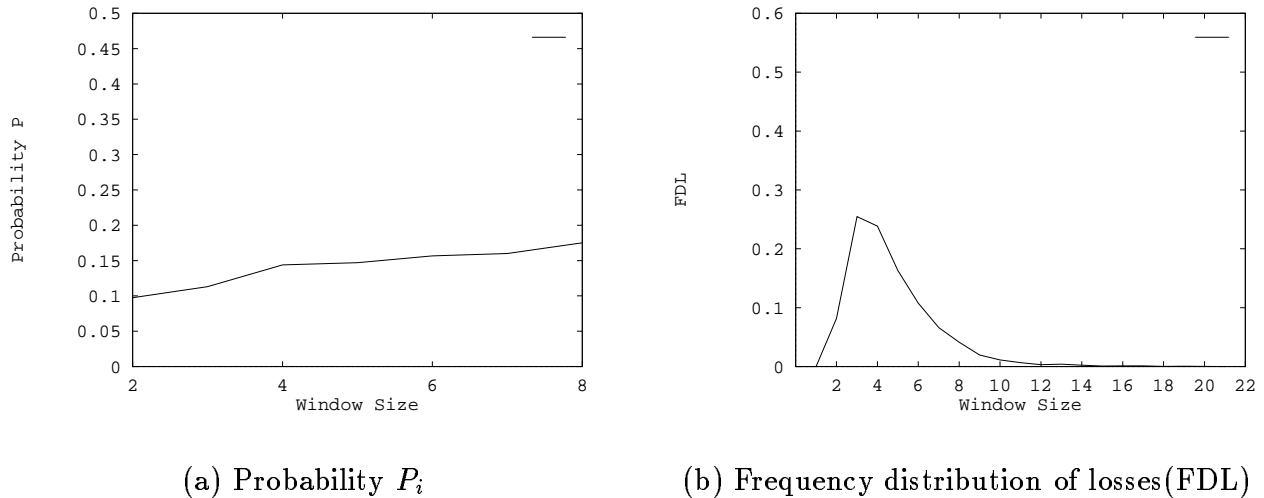 0.5
0.45
0.4
0.35
0.3
0.25
0.2
0.15
0.1
0.05
0
Probability P
2 4 6 8
Window Size
(a) Probability P_i
0.6
0.5
0.4
0.3
0.2
0.1
0
FDL
2 4 6 8 10 12 14 16 18 20 22
Window Size
(b) Frequency distribution of losses(FDL)